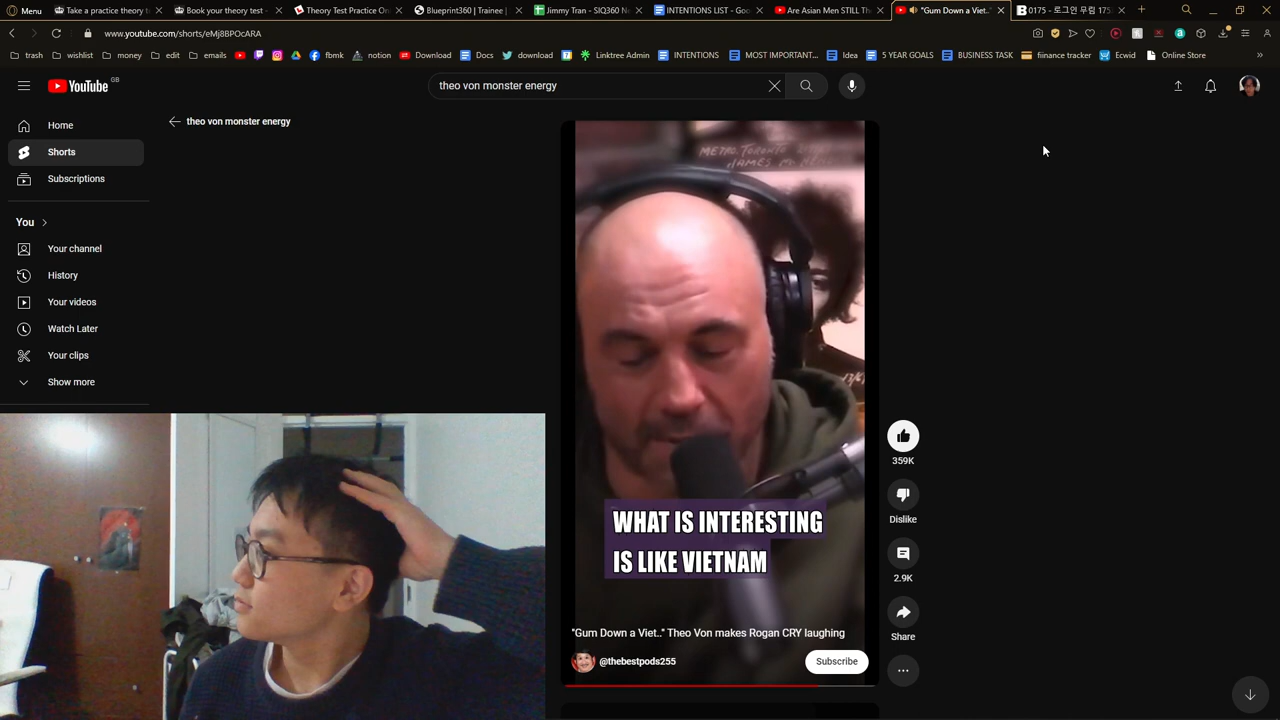 Menu
Take a practice theory t
Book your theory test -
Theory Test Practice On
Blueprint360 | Trainee |
Jimmy Tran - SIQ360 Ne
INTENTIONS LIST - Goo
Are Asian Men STILL Th
"Gum Down a Viet.."
0175 - 로그인 무림 175
www.youtube.com/shorts/eMj8BPOcARA
trash
wishlist
money
edit
emails
fbmk
notion
Download
Docs
download
Linktree Admin
INTENTIONS
MOST IMPORTANT...
Idea
5 YEAR GOALS
BUSINESS TASK
fiinance tracker
Ecwid
Online Store
YouTube GB
theo von monster energy
Home
Shorts
Subscriptions
You
Your channel
History
Your videos
Watch Later
Your clips
Show more
theo von monster energy
METRO. TORONTO
WHAT IS INTERESTING
IS LIKE VIETNAM
"Gum Down a Viet.." Theo Von makes Rogan CRY laughing
@thebestpods255
Subscribe
359K
Dislike
2.9K
Share